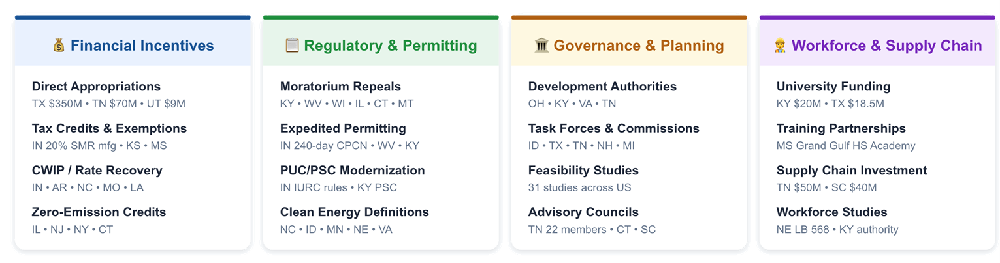 Financial Incentives
Direct Appropriations
TX $350M • TN $70M • UT $9M
Tax Credits & Exemptions
IN 20% SMR mfg • KS • MS
CWIP / Rate Recovery
IN • AR • NC • MO • LA
Zero-Emission Credits
IL • NJ • NY • CT
Regulatory & Permitting
Moratorium Repeals
KY • WV • WI • IL • CT • MT
Expedited Permitting
IN 240-day CPCN • WV • KY
PUC/PSC Modernization
IN IURC rules • KY PSC
Clean Energy Definitions
NC • ID • MN • NE • VA
Governance & Planning
Development Authorities
OH • KY • VA • TN
Task Forces & Commissions
ID • TX • TN • NH • MI
Feasibility Studies
31 studies across US
Advisory Councils
TN 22 members • CT • SC
Workforce & Supply Chain
University Funding
KY $20M • TX $18.5M
Training Partnerships
MS Grand Gulf HS Academy
Supply Chain Investment
TN $50M • SC $40M
Workforce Studies
NE LB 568 • KY authority